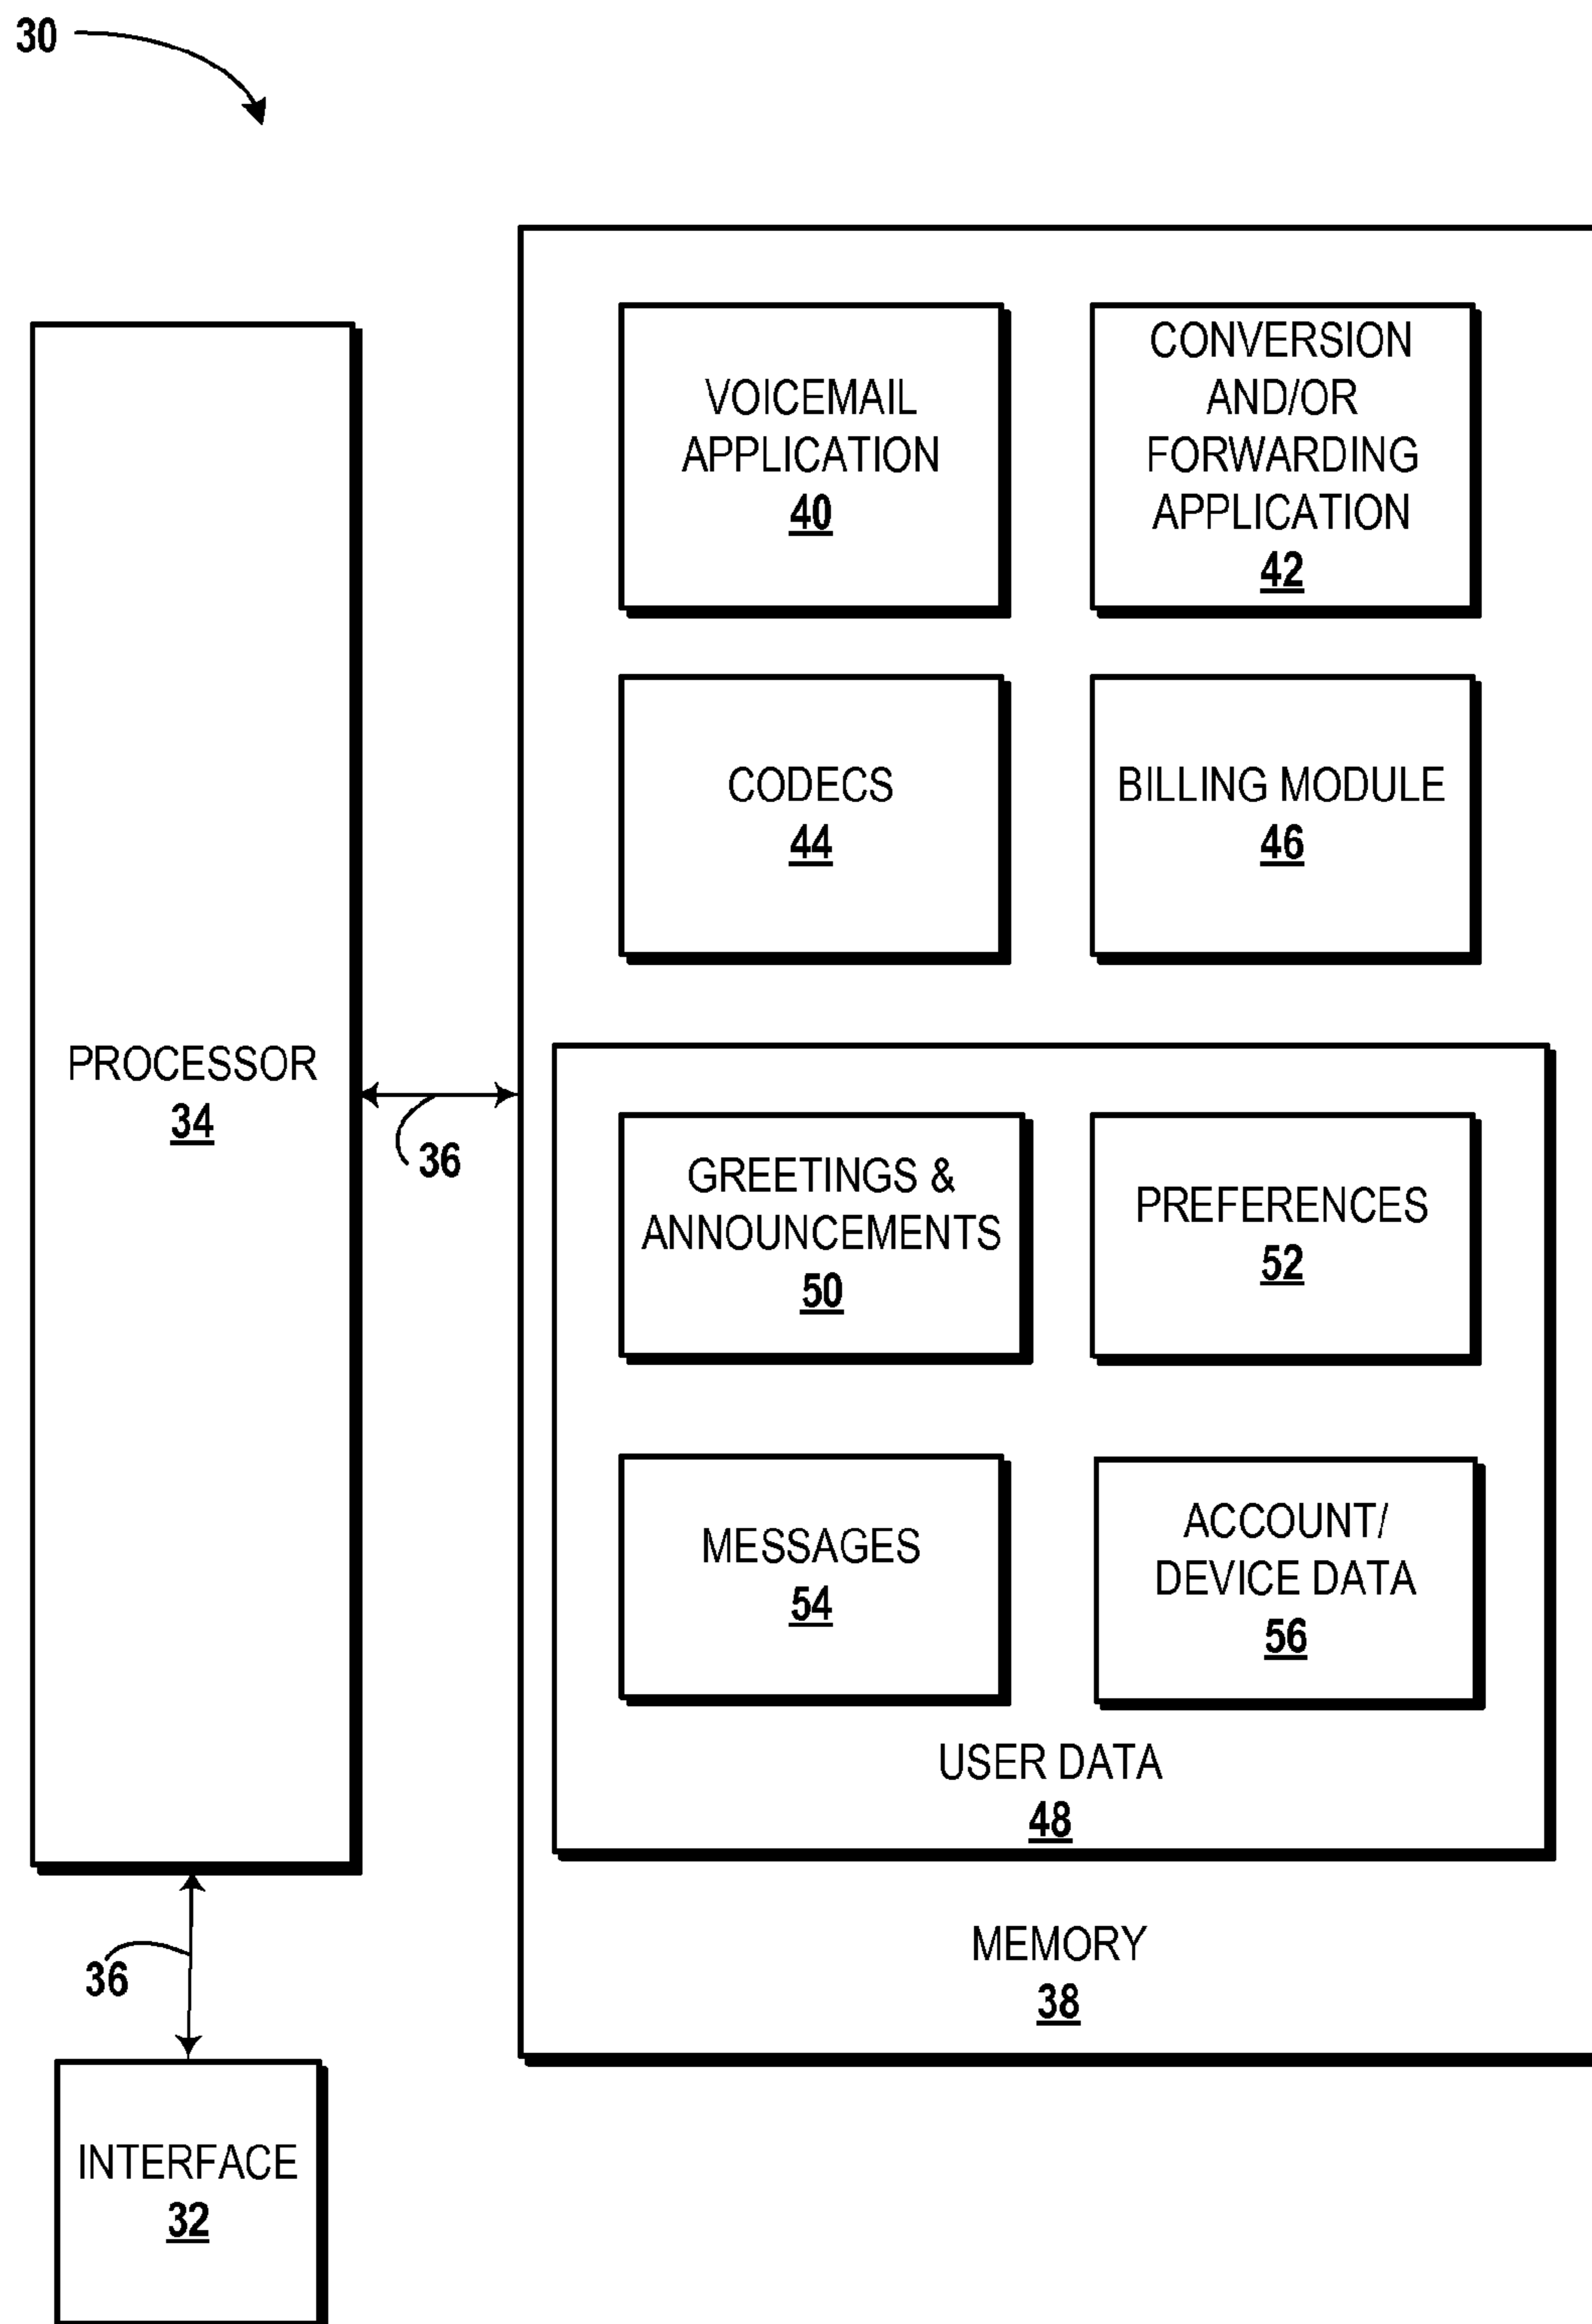 30
VOICEMAIL
APPLICATION
40
CONVERSION
AND/OR
FORWARDING
APPLICATION
42
CODECS
44
BILLING MODULE
46
PROCESSOR
34
36
GREETINGS &
ANNOUNCEMENTS
50
PREFERENCES
52
MESSAGES
54
ACCOUNT/
DEVICE DATA
56
USER DATA
48
MEMORY
38
36
INTERFACE
32